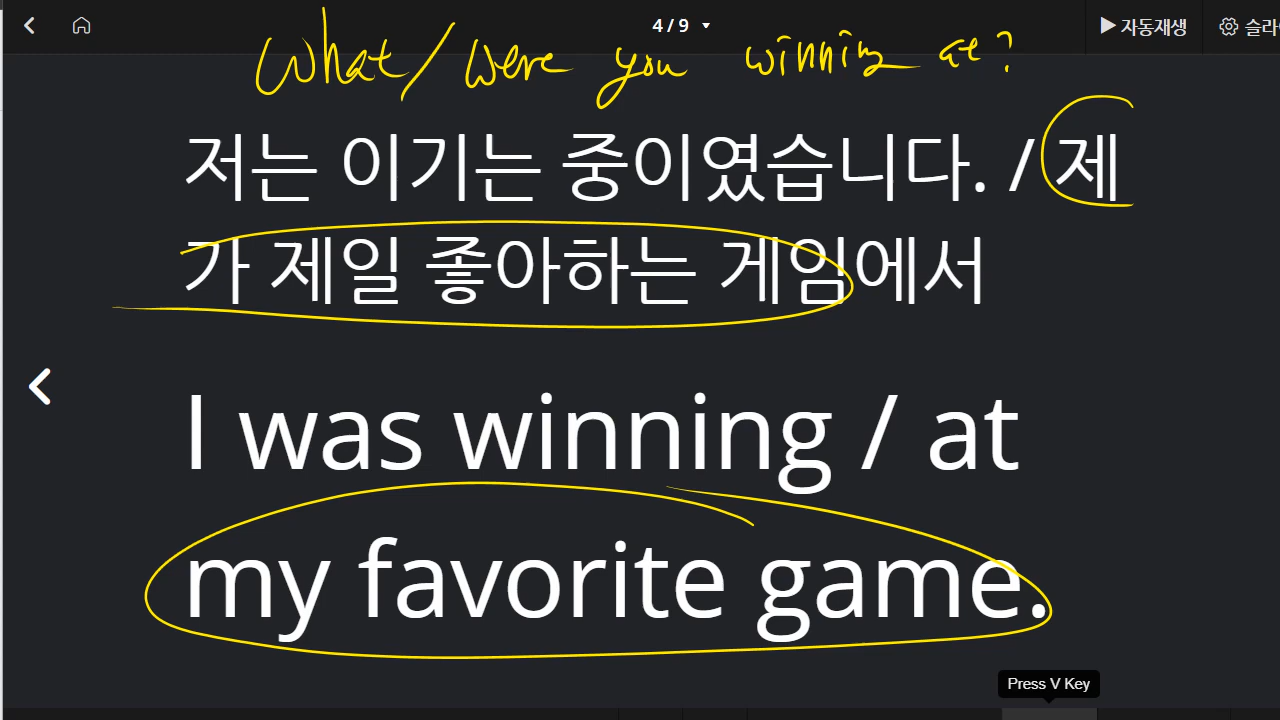 4 / 9
자동재생
슬라
What / were you winning at?
저는 이기는 중이였습니다. / 제
가 제일 좋아하는 게임에서
I was winning / at
my favorite game.
Press V Key